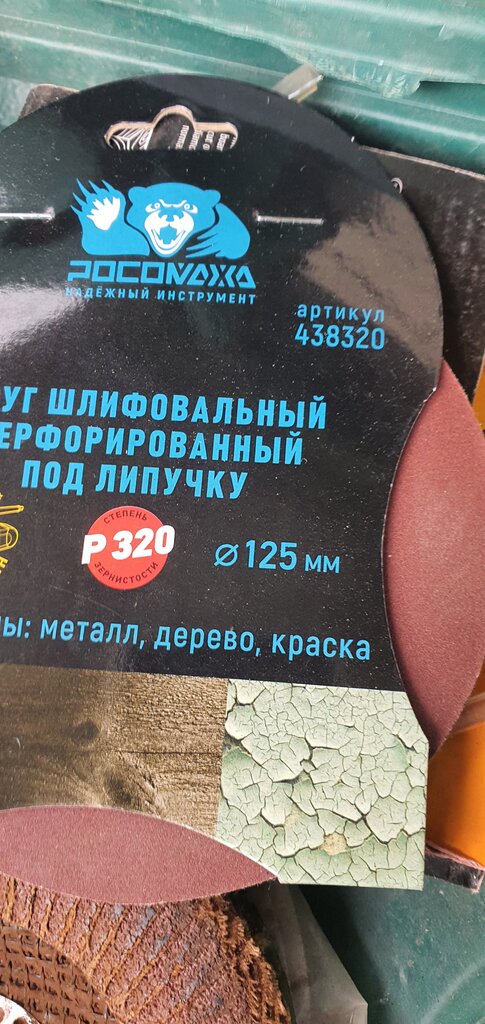 РОСОМАХА
НАДЁЖНЫЙ ИНСТРУМЕНТ
артикул
438320
УГ ШЛИФОВАЛЬНЫЙ
ЕРФОРИРОВАННЫЙ
ПОД ЛИПУЧКУ
СТЕПЕНЬ
P 320
ЗЕРНИСТОСТИ
Ø 125 мм
ы: металл, дерево, краска